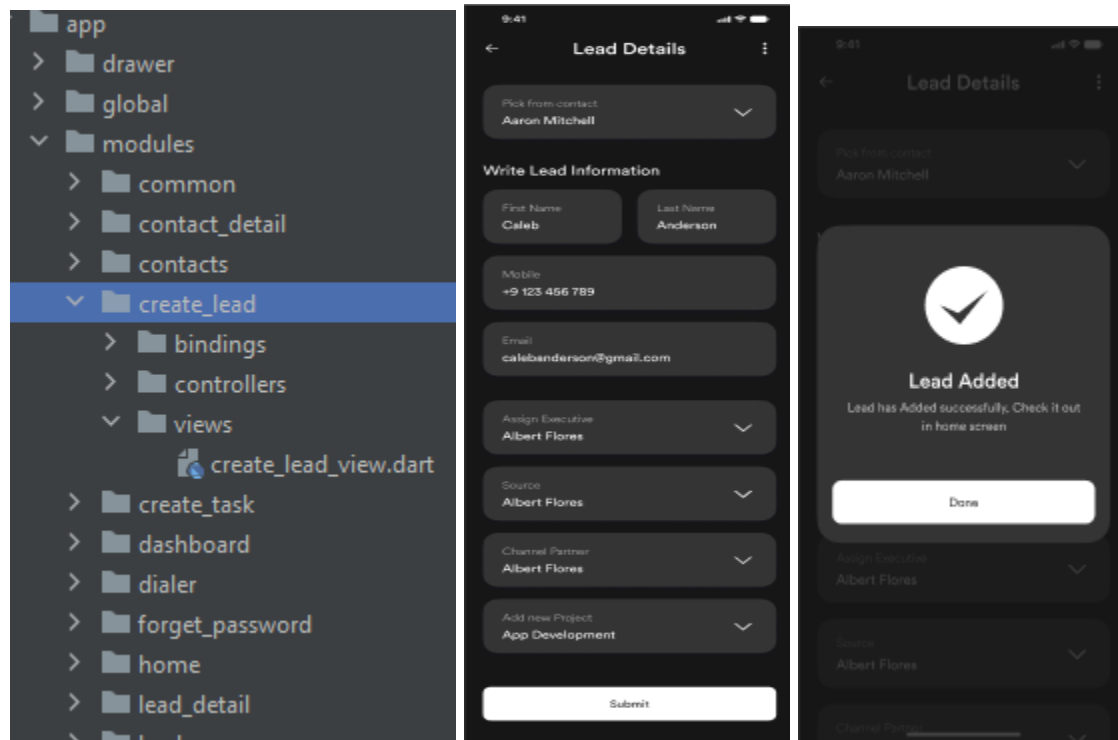 app
drawer
global
modules
common
contact_detail
contacts
create_lead
bindings
controllers
views
create_lead_view.dart
create_task
dashboard
dialer
forget_password
home
lead_detail
9:41
Lead Details
Pick from contact
Aaron Mitchell
Write Lead Information
First Name
Caleb
Last Name
Anderson
Mobile
+9 123 456 789
Email
calebanderson@gmail.com
Assign Executive
Albert Flores
Source
Albert Flores
Channel Partner
Albert Flores
Add new Project
App Development
Submit
9:41
Lead Details
Pick from contact
Aaron Mitchell
Lead Added
Lead has Added successfully, Check it out
in home screen
Done
Assign Executive
Albert Flores
Source
Albert Flores
Channel Partner